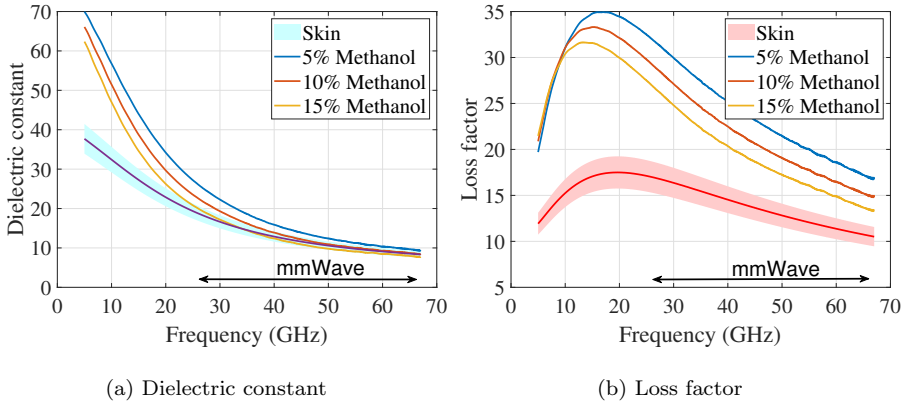 70
60
50
40
30
20
10
0
Dielectric constant
Skin
5% Methanol
10% Methanol
15% Methanol
mmWave
0 10 20 30 40 50 60 70
Frequency (GHz)
(a) Dielectric constant
35
30
25
20
15
10
5
Loss factor
Skin
5% Methanol
10% Methanol
15% Methanol
mmWave
0 10 20 30 40 50 60 70
Frequency (GHz)
(b) Loss factor